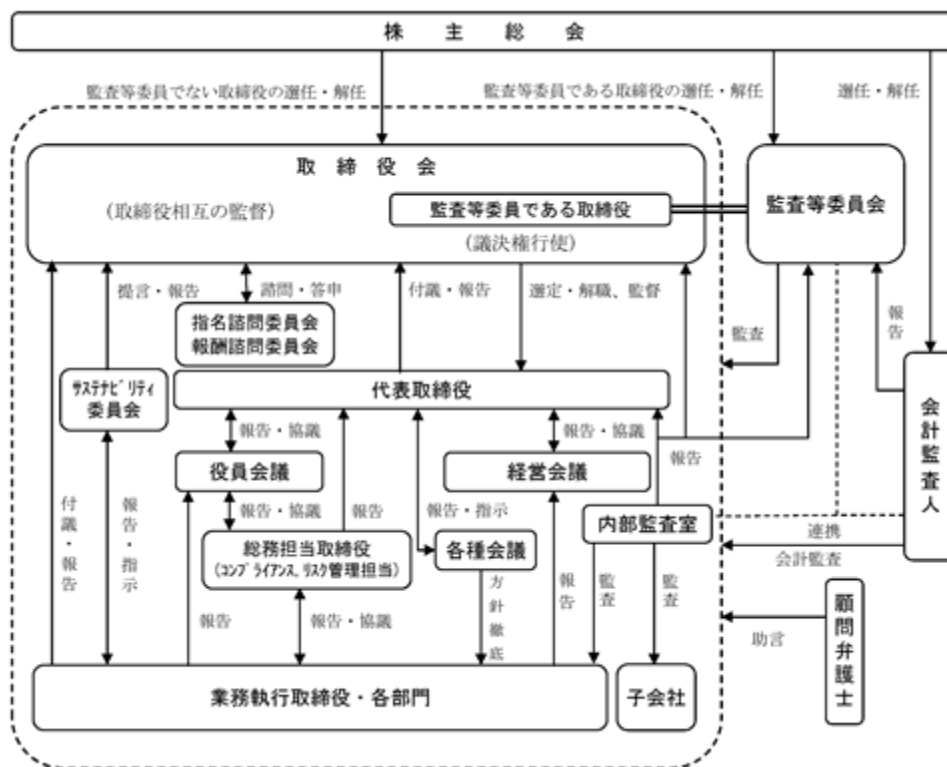 株主総会
監査等委員でない取締役の選任・解任
監査等委員である取締役の選任・解任
選任・解任
取締役会
(取締役相互の監督)
監査等委員である取締役
(議決権行使)
監査等委員会
提言・報告
諮問・答申
付議・報告
選定・解職、監督
指名諮問委員会
報酬諮問委員会
監査
報告
代表取締役
ｻｽﾃﾅﾋﾞﾘﾃｨ
委員会
会計監査人
報告・協議
報告・協議
報告
役員会議
経営会議
付議・報告
報告・指示
報告・協議
報告
報告・指示
内部監査室
連携
会計監査
総務担当取締役
(ｺﾝﾌﾟﾗｲｱﾝｽ、ﾘｽｸ管理担当)
各種会議
報告
監査
監査
方針徹底
報告
報告・協議
助言
顧問弁護士
業務執行取締役・各部門
子会社